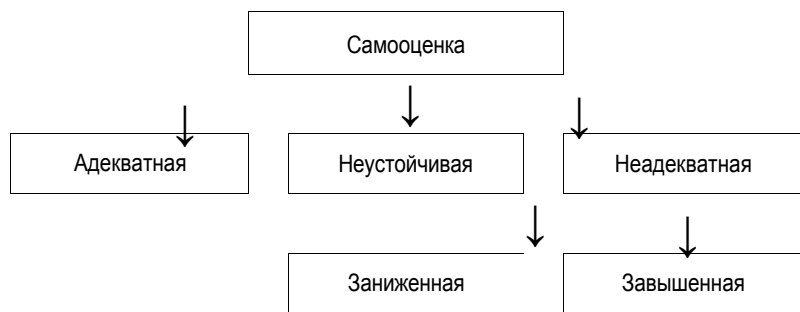 Самооценка
Адекватная
Неустойчивая
Неадекватная
Заниженная
Завышенная